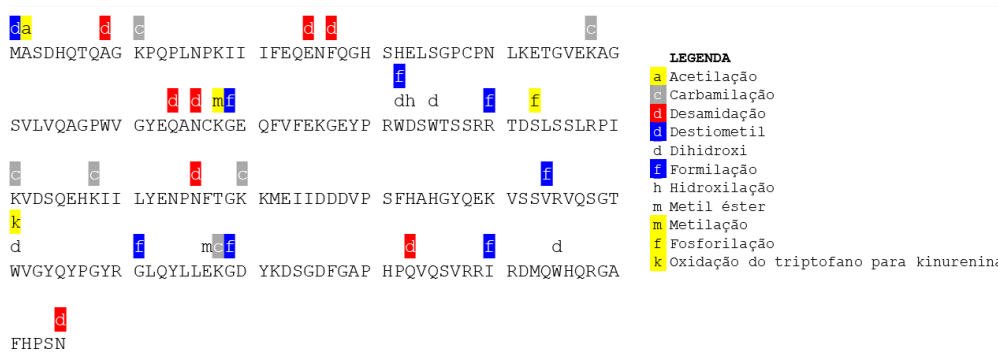 da d c d d c
MASDHQTQAG KPQPLNPKII IFEQENFQGH SHELSGPCPN LKETGVEKAG
f
d d mf dh d f f
SVLVQAGPWV GYEQANCKGE QFVFEKGEYP RWDSWTSSRR TDSLSSLRPI
c c d c f
KVDSQEHKII LYENPNFTGK KMEIIDDDVP SFHAHGYQEK VSSVRVQSGT
k
d f mcf d f d
WVGYQYPGYR GLQYLLEKGD YKDSGDFGAP HPQVQSVRRI RDMQWHQRGA
d
FHPSN
LEGENDA
a Acetilação
c Carbamilação
d Desamidação
d Destiometil
d Dihidroxi
f Formilação
h Hidroxilação
m Metil éster
m Metilação
f Fosforilação
k Oxidação do triptofano para kinurenina